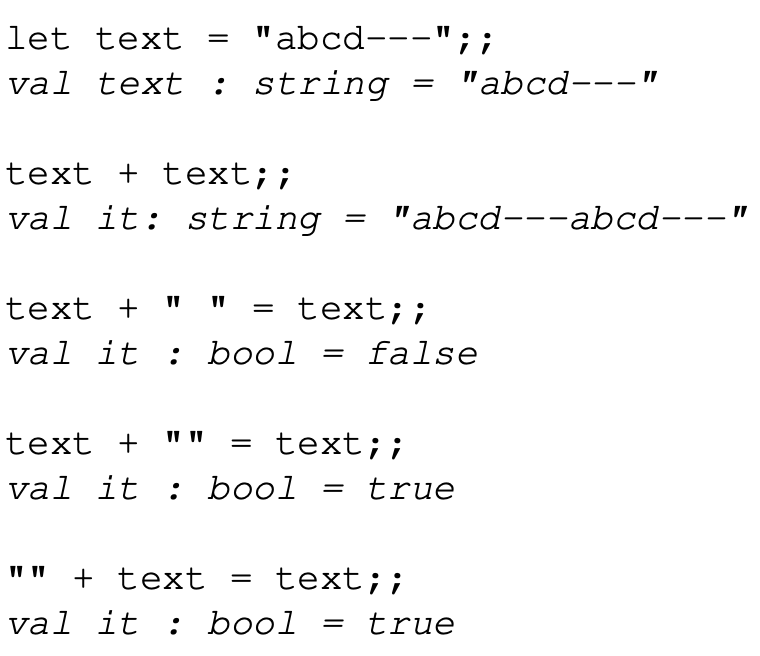 let text = "abcd---";;
val text : string = "abcd---"
text + text;;
val it: string = "abcd---abcd---"
text + " " = text;;
val it : bool = false
text + "" = text;;
val it : bool = true
"" + text = text;;
val it : bool = true